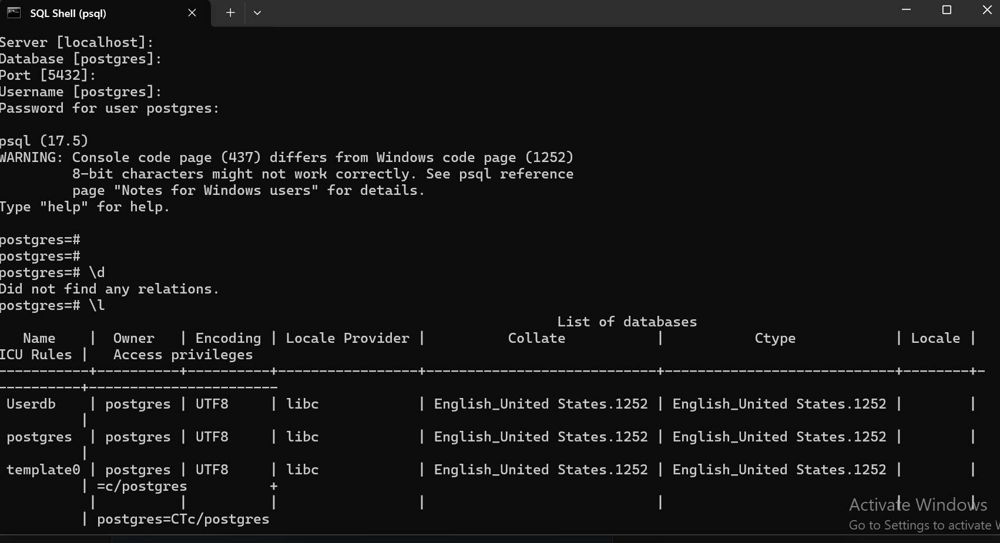 SQL Shell (psql)
Server [localhost]:
Database [postgres]:
Port [5432]:
Username [postgres]:
Password for user postgres:
psql (17.5)
WARNING: Console code page (437) differs from Windows code page (1252)
         8-bit characters might not work correctly. See psql reference
         page "Notes for Windows users" for details.
Type "help" for help.
postgres=#
postgres=#
postgres=# \d
Did not find any relations.
postgres=# \l
                                                                    List of databases
   Name    |  Owner   | Encoding | Locale Provider |          Collate           |           Ctype            | Locale |
ICU Rules |   Access privileges
-----------+----------+----------+-----------------+----------------------------+----------------------------+--------+-
----------+-----------------------
 Userdb    | postgres | UTF8     | libc            | English_United States.1252 | English_United States.1252 |        |
          |
 postgres  | postgres | UTF8     | libc            | English_United States.1252 | English_United States.1252 |        |
          |
 template0 | postgres | UTF8     | libc            | English_United States.1252 | English_United States.1252 |        |
          | =c/postgres          +
           |          |          |                 |                            |                            |        |
          | postgres=CTc/postgres
Activate Windows
Go to Settings to activate W